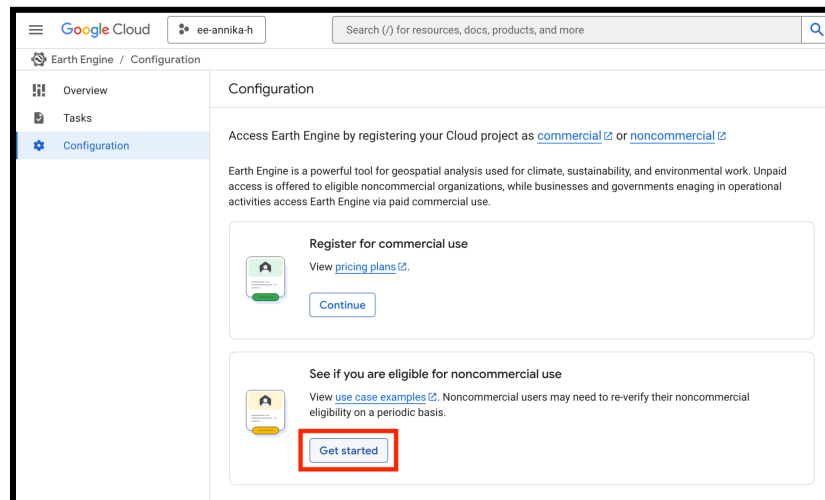 Google Cloud
ee-annika-h
Search (/) for resources, docs, products, and more
Earth Engine / Configuration
Overview
Tasks
Configuration
Configuration
Access Earth Engine by registering your Cloud project as commercial or noncommercial
Earth Engine is a powerful tool for geospatial analysis used for climate, sustainability, and environmental work. Unpaid
access is offered to eligible noncommercial organizations, while businesses and governments enaging in operational
activities access Earth Engine via paid commercial use.
Register for commercial use
View pricing plans.
Continue
See if you are eligible for noncommercial use
View use case examples. Noncommercial users may need to re-verify their noncommercial
eligibility on a periodic basis.
Get started